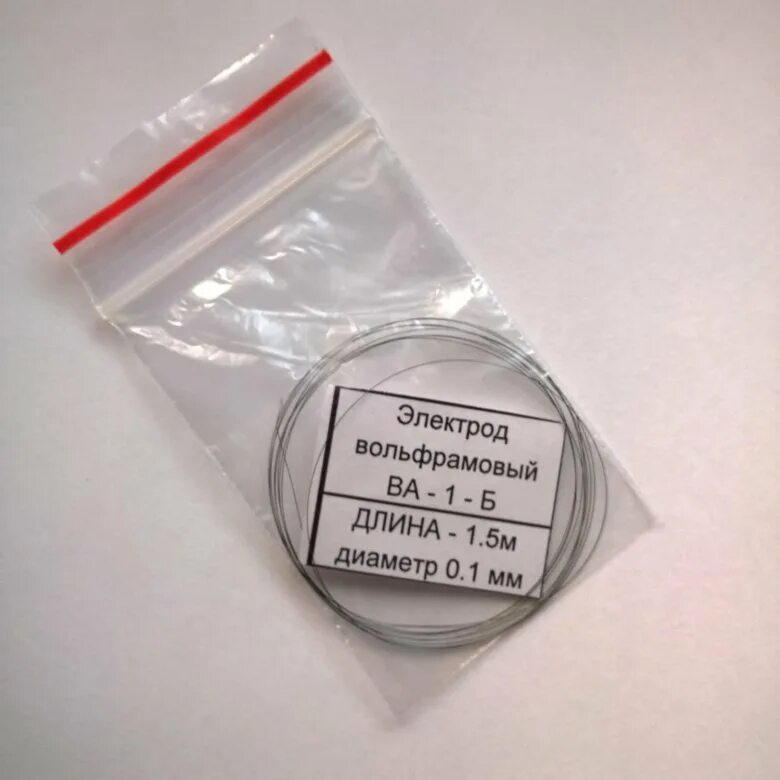 Электрод
вольфрамовый
ВА - 1 - Б
ДЛИНА - 1.5м
диаметр 0.1 мм